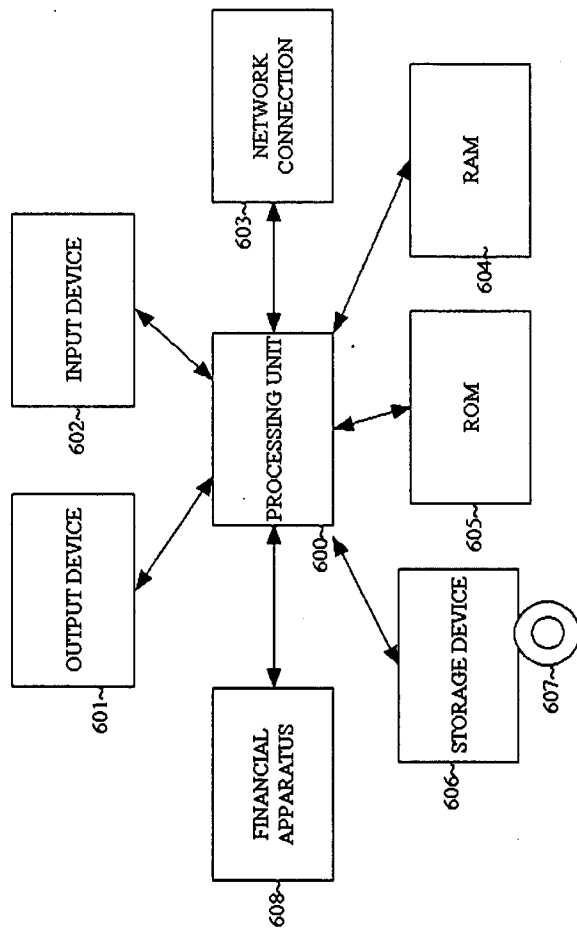 OUTPUT DEVICE
601
INPUT DEVICE
602
FINANCIAL
APPARATUS
608
PROCESSING UNIT
600
NETWORK
CONNECTION
603
STORAGE DEVICE
606
607
ROM
605
RAM
604